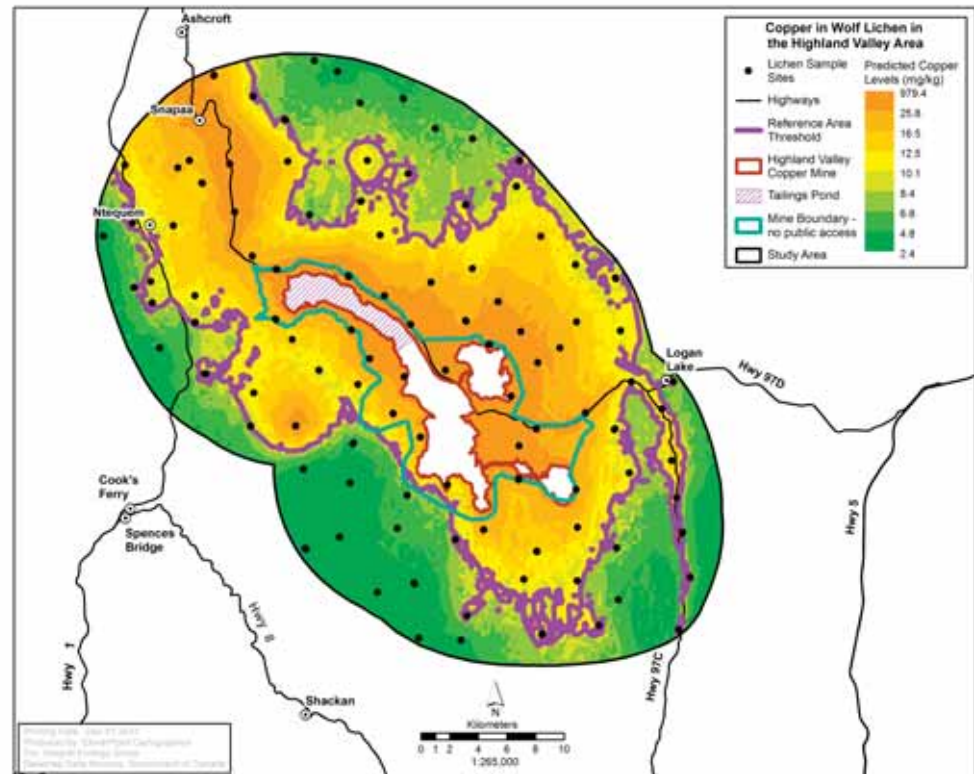 Ashcroft
Snapaa
Ntequem
Logan
Lake
Hwy 97D
Cook's
Ferry
Spences
Bridge
Hwy 1
Hwy 8
Hwy 5
Hwy 97C
Shackan
Copper in Wolf Lichen in
the Highland Valley Area
Lichen Sample
Sites
Highways
Reference Area
Threshold
Highland Valley
Copper Mine
Tailings Pond
Mine Boundary -
no public access
Study Area
Predicted Copper
Levels (mg/kg)
979.4
25.8
16.5
12.5
10.1
8.4
6.8
4.8
2.4
N
Kilometers
0 1 2 4 6 8 10
1:265,000